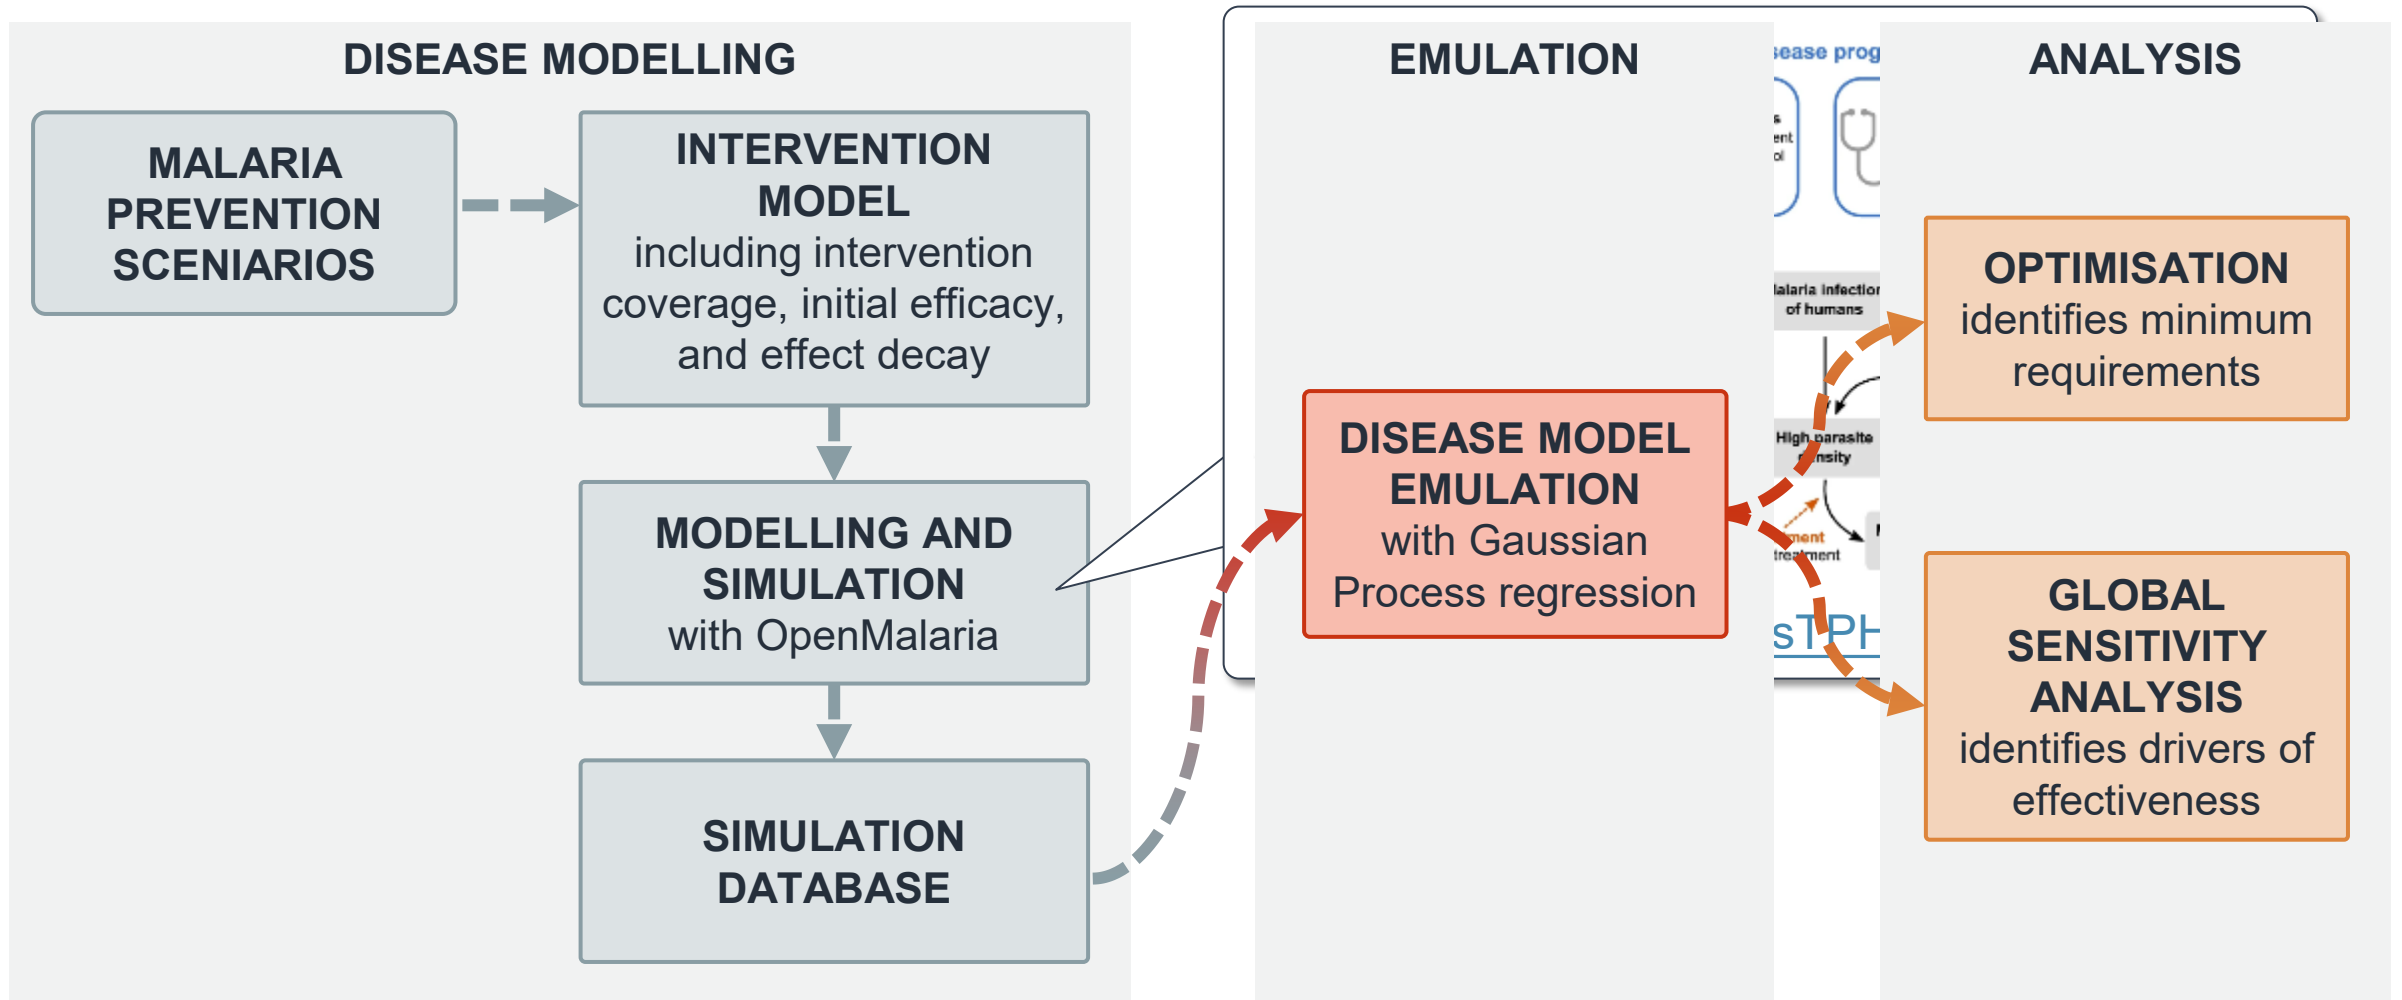 DISEASE MODELLING
MALARIA
PREVENTION
SCENIARIOS
INTERVENTION
MODEL
including intervention
coverage, initial efficacy,
and effect decay
MODELLING AND
SIMULATION
with OpenMalaria
SIMULATION
DATABASE
EMULATION
DISEASE MODEL
EMULATION
with Gaussian
Process regression
of humans
High parasite
treatment
ANALYSIS
OPTIMISATION
identifies minimum
requirements
GLOBAL
SENSITIVITY
ANALYSIS
identifies drivers of
effectiveness